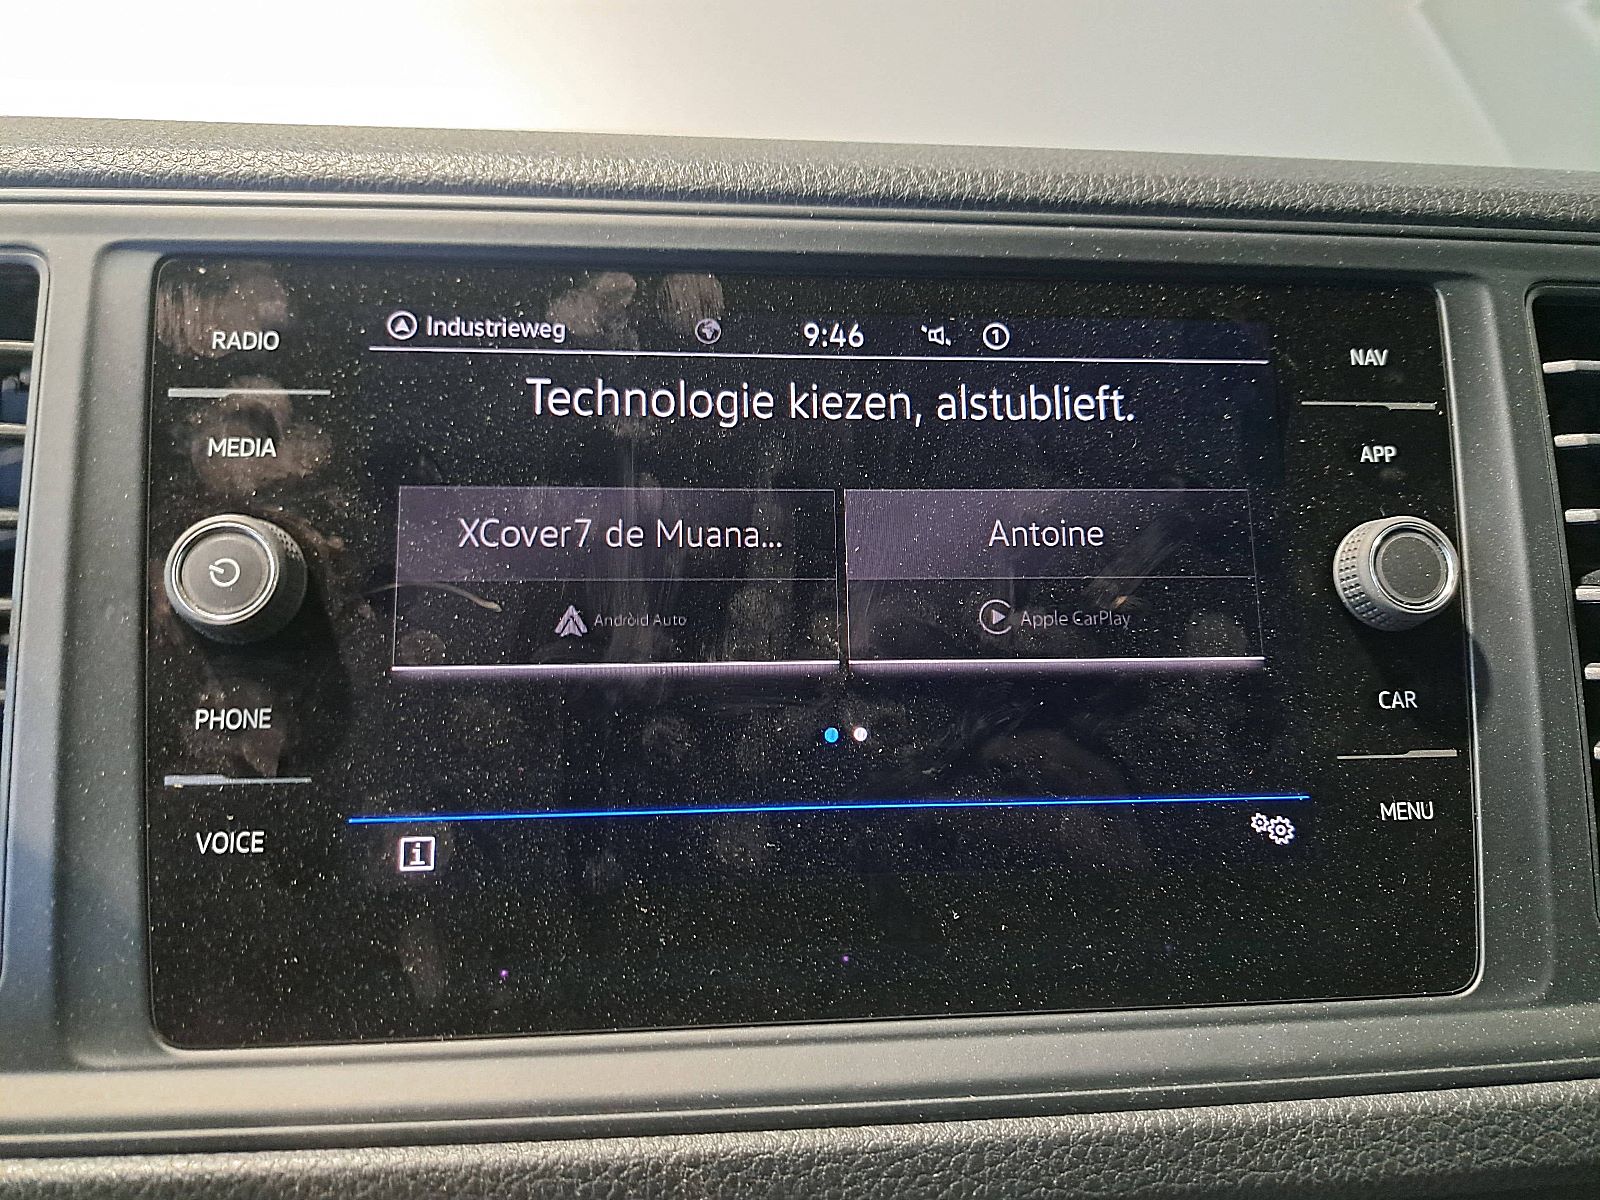 RADIO
MEDIA
PHONE
VOICE
Industrieweg
9:46
1
Technologie kiezen, alstublieft.
XCover7 de Muana...
Android Auto
Antoine
Apple CarPlay
i
NAV
APP
CAR
MENU